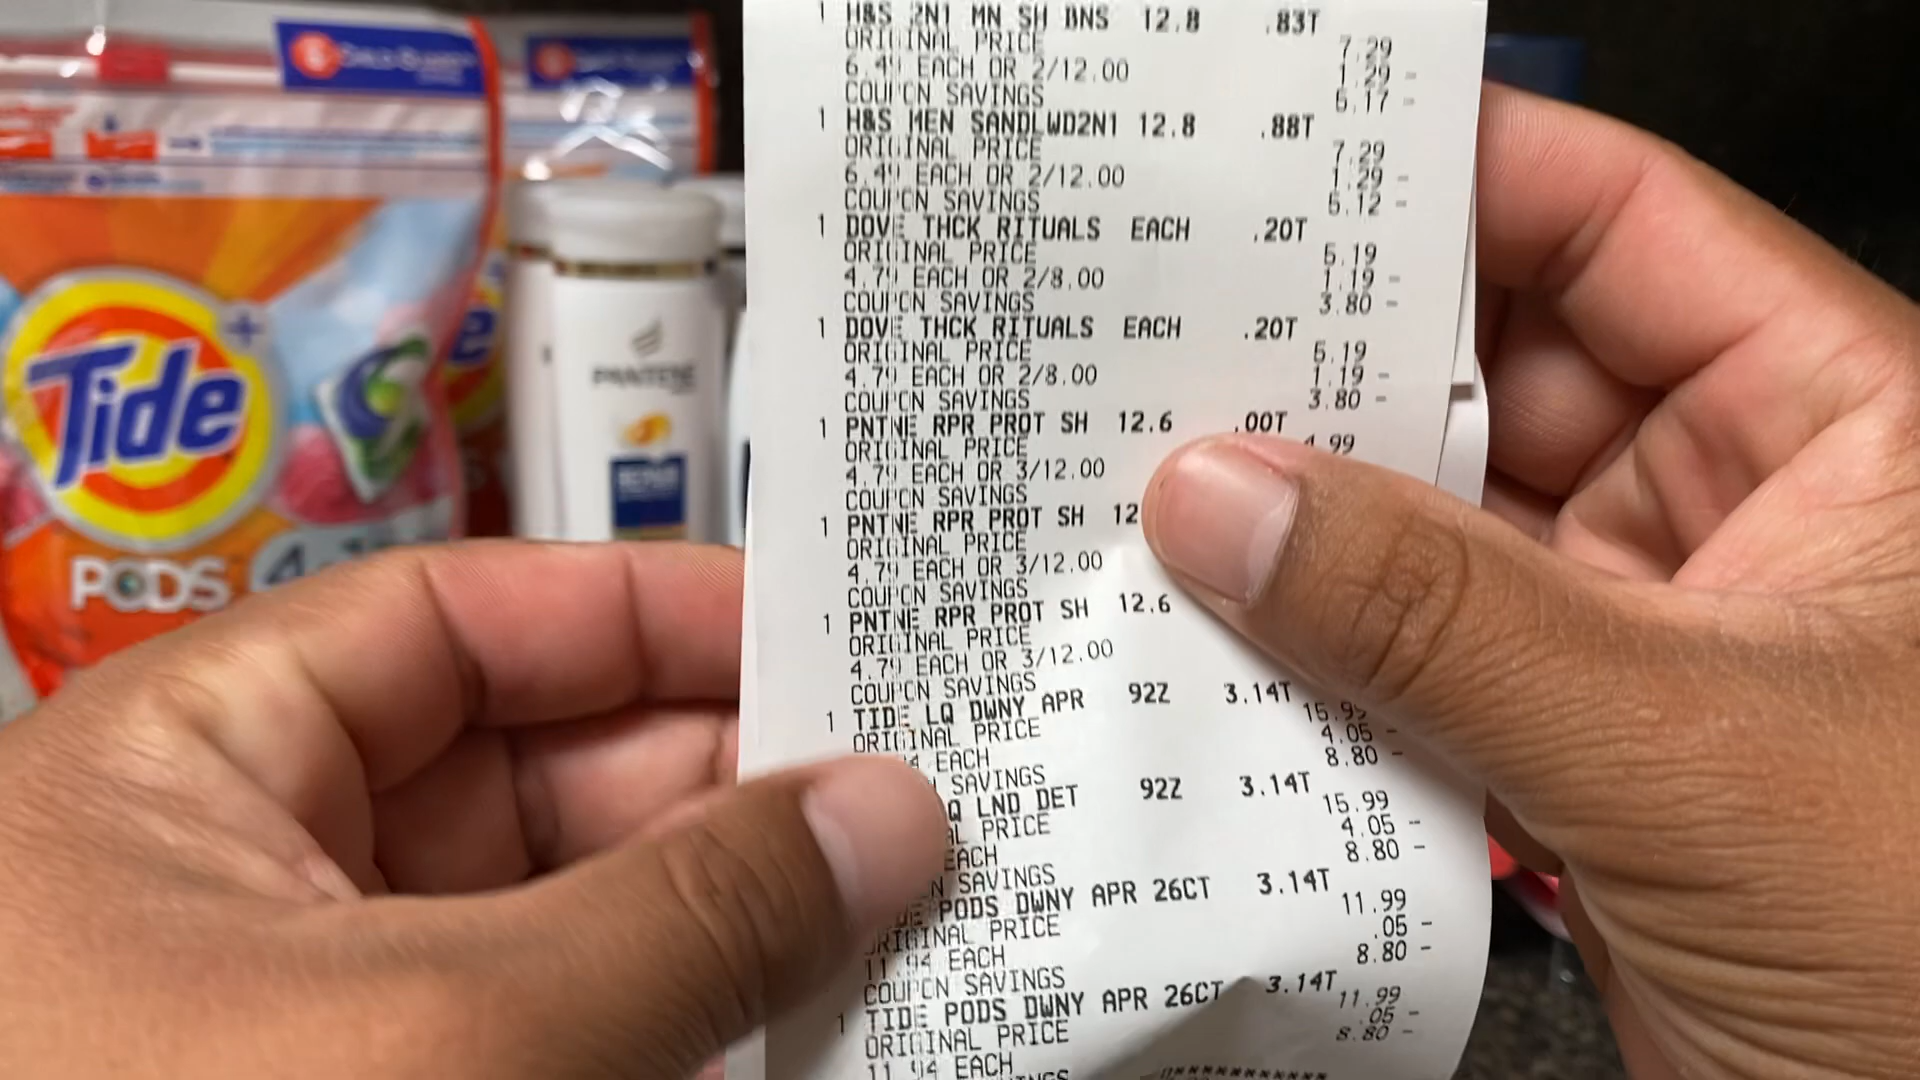 1 H&S 2N1 MN SH BNS 12.8 .83T
ORIGINAL PRICE 7.29
6.49 EACH OR 2/12.00 1.29 -
COUPON SAVINGS 5.17 -
1 H&S MEN SANDLWD2N1 12.8 .88T
ORIGINAL PRICE 7.29
6.49 EACH OR 2/12.00 1.29 -
COUPON SAVINGS 5.12 -
1 DOVE THCK RITUALS EACH .20T
ORIGINAL PRICE 5.19
4.79 EACH OR 2/8.00 1.19 -
COUPON SAVINGS 3.80 -
1 DOVE THCK RITUALS EACH .20T
ORIGINAL PRICE 5.19
4.79 EACH OR 2/8.00 1.19 -
COUPON SAVINGS 3.80 -
1 PNTNE RPR PROT SH 12.6 .00T
ORIGINAL PRICE 4.99
4.79 EACH OR 3/12.00
COUPON SAVINGS
1 PNTNE RPR PROT SH 12
ORIGINAL PRICE
4.79 EACH OR 3/12.00
COUPON SAVINGS
1 PNTNE RPR PROT SH 12.6
ORIGINAL PRICE
4.79 EACH OR 3/12.00
COUPON SAVINGS
1 TIDE LQ DWNY APR 92Z 3.14T
ORIGINAL PRICE 15.99
EACH 4.05 -
SAVINGS 8.80 -
Q LND DET 92Z 3.14T
PRICE 15.99
EACH 4.05 -
SAVINGS 8.80 -
PODS DWNY APR 26CT 3.14T
ORIGINAL PRICE 11.99
11.94 EACH .05 -
COUPON SAVINGS 8.80 -
1 TIDE PODS DWNY APR 26CT 3.14T
ORIGINAL PRICE 11.99
11.94 EACH .05 -
8.80 -
Tide
PODS
PANTENE